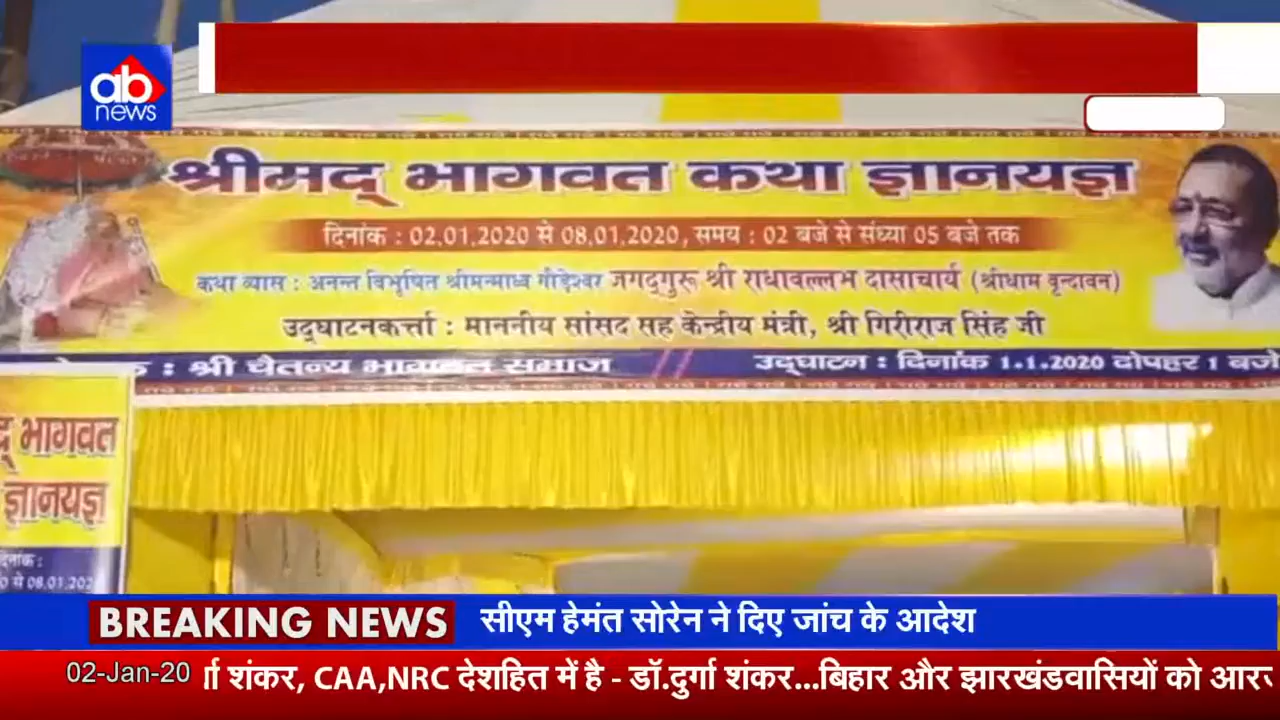 ab
news
श्रीमद् भागवत कथा ज्ञानयज्ञ
दिनांक : 02.01.2020 से 08.01.2020, समय : 02 बजे से संध्या 05 बजे तक
कथा व्यास : अनन्त विभूषित श्रीमन्माध्व गौड़ेश्वर जगद्गुरू श्री राधावल्लभ दासाचार्य (श्रीधाम वृन्दावन)
उद्घाटनकर्त्ता : माननीय सांसद सह केन्द्रीय मंत्री, श्री गिरीराज सिंह जी
: श्री चैतन्य भागवत समाज // उद्घाटन : दिनांक 1.1.2020 दोपहर 1 बजे
भागवत
ज्ञानयज्ञ
दिनांक :
से 08.01.202
BREAKING NEWS सीएम हेमंत सोरेन ने दिए जांच के आदेश
02-Jan-20 शंकर, CAA,NRC देशहित में है - डॉ.दुर्गा शंकर...बिहार और झारखंडवासियों को